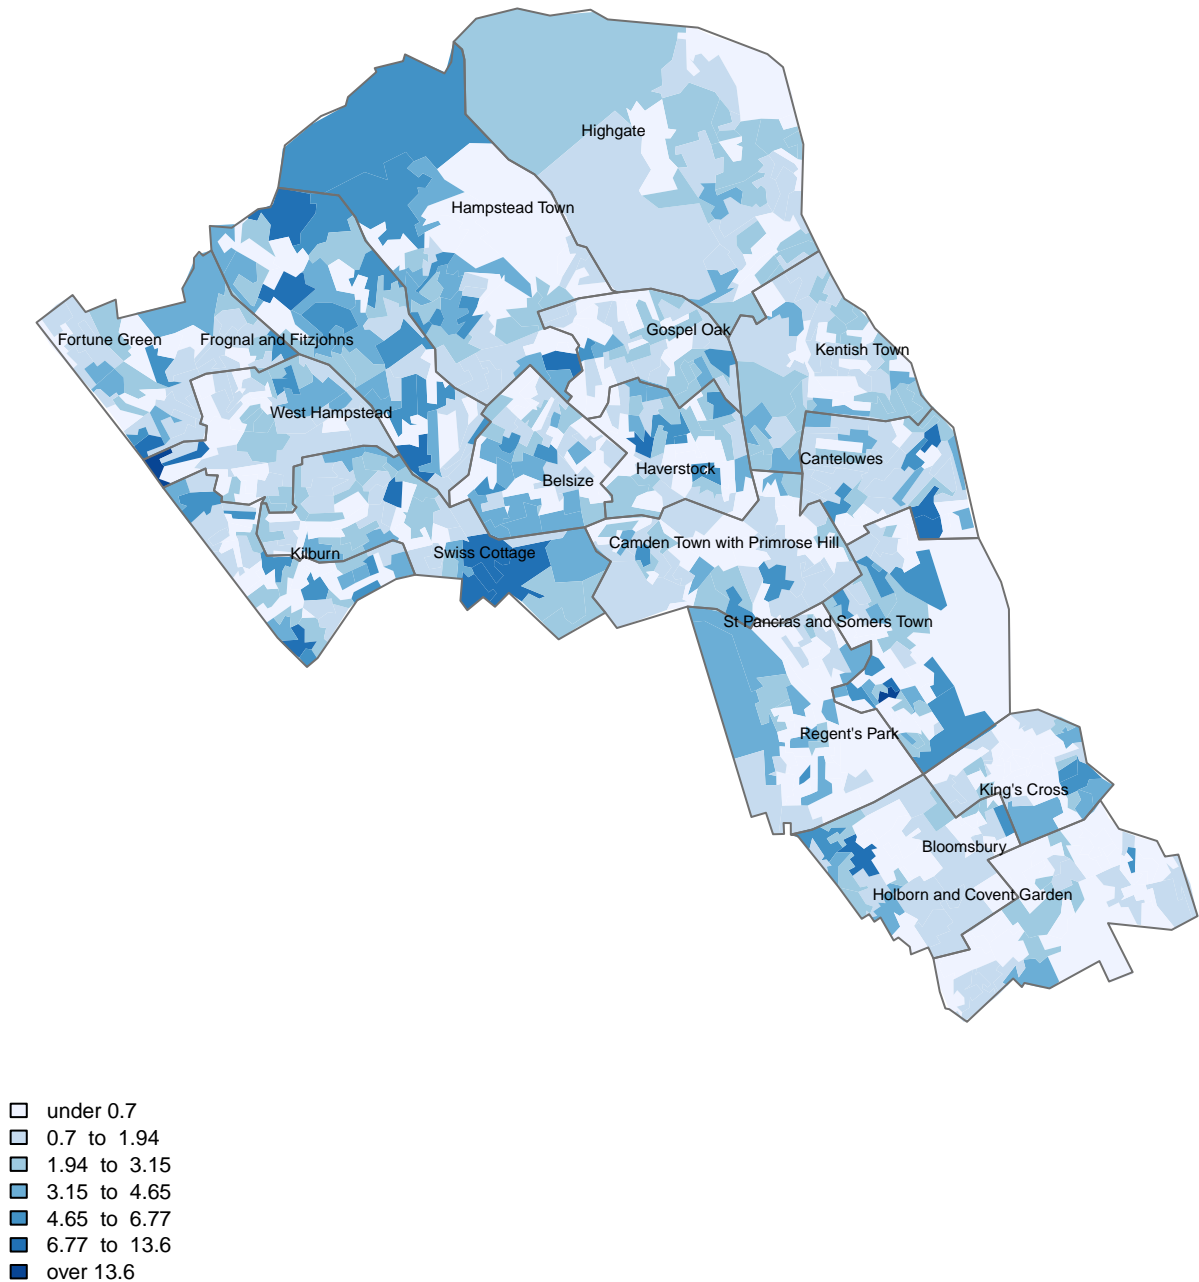 Highgate
Hampstead Town
Gospel Oak
Fortune Green
Frognal and Fitzjohns
Kentish Town
West Hampstead
Cantelowes
Haverstock
Belsize
Camden Town with Primrose Hill
Swiss Cottage
Kilburn
St Pancras and Somers Town
Regent's Park
King's Cross
Bloomsbury
Holborn and Covent Garden
under 0.7
0.7 to 1.94
1.94 to 3.15
3.15 to 4.65
4.65 to 6.77
6.77 to 13.6
over 13.6